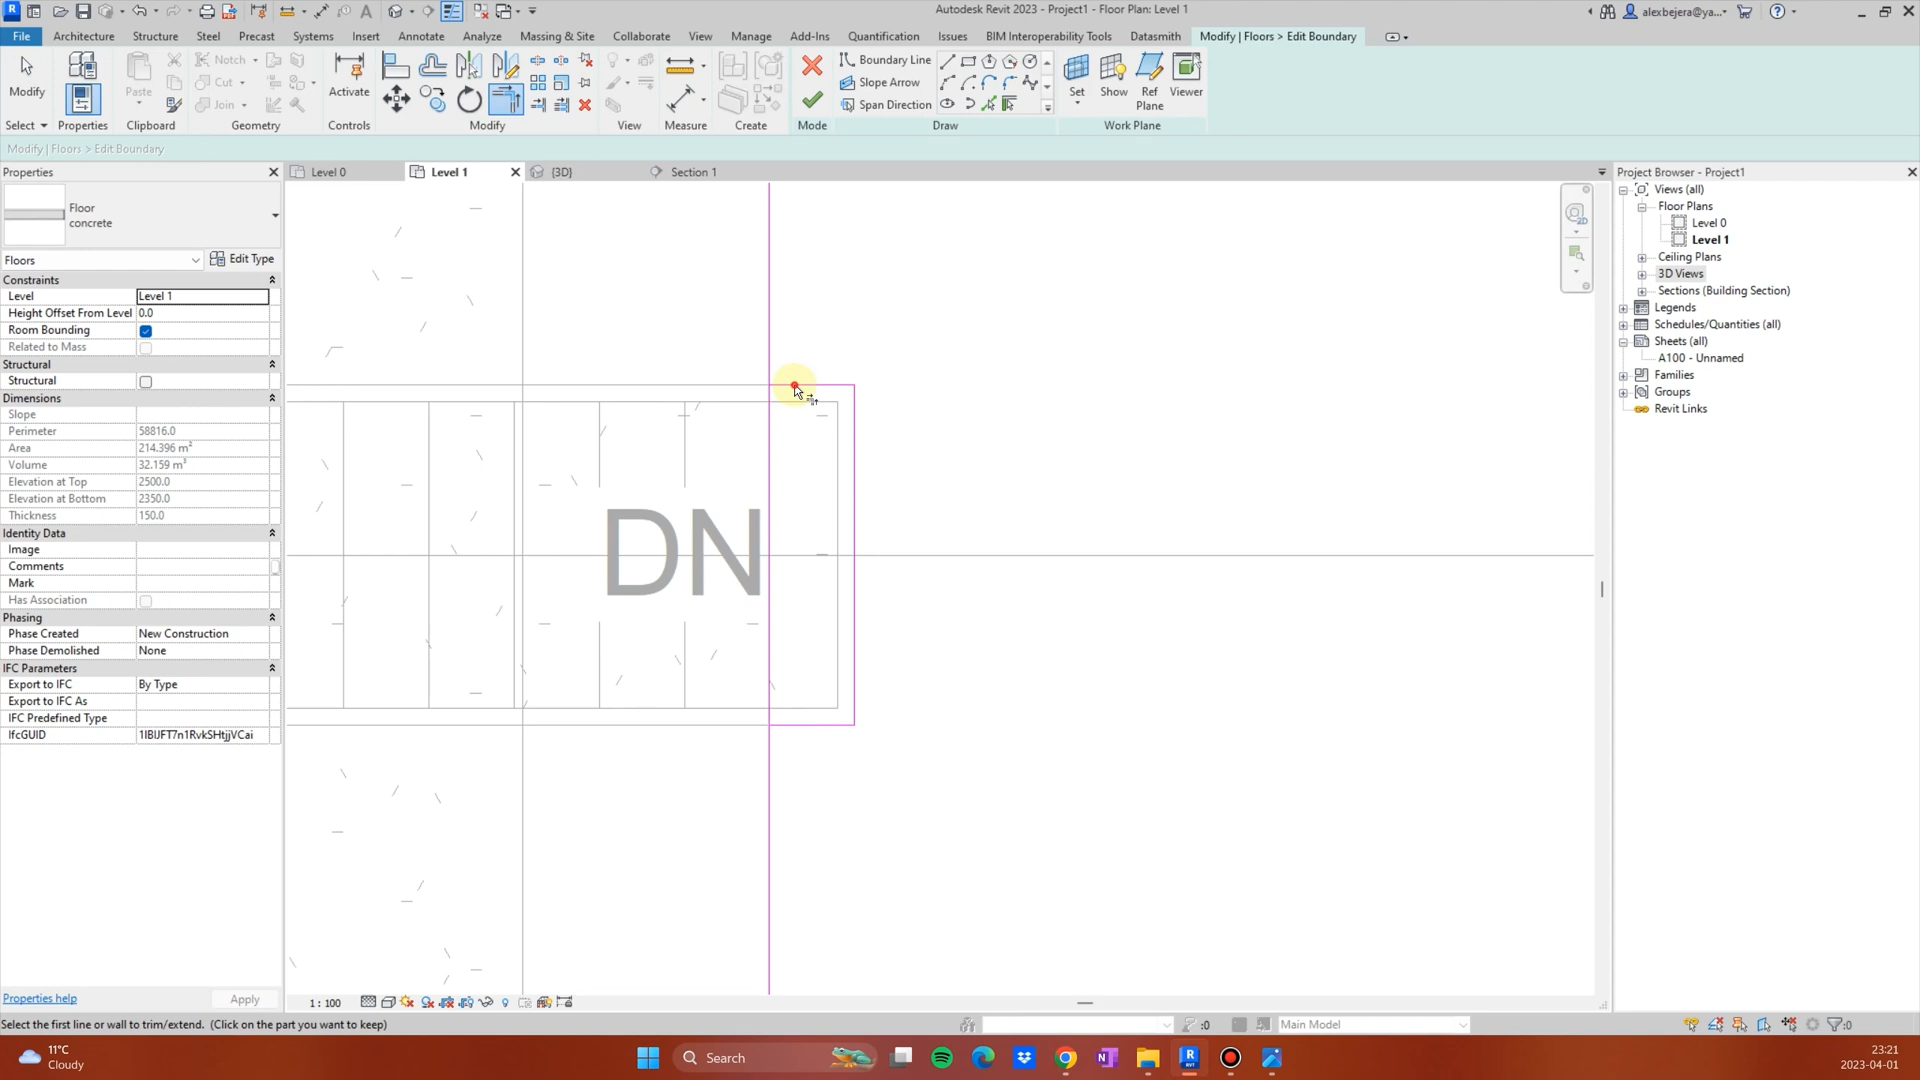 Autodesk Revit 2023 - Project1 - Floor Plan: Level 1
alexbejera@ya...
File Architecture Structure Steel Precast Systems Insert Annotate Analyze Massing & Site Collaborate View Manage Add-Ins Quantification Issues BIM Interoperability Tools Datasmith Modify | Floors > Edit Boundary
Modify
Properties
Paste
Notch
Cut
Join
Activate
Boundary Line
Slope Arrow
Span Direction
Set
Show
Ref Plane
Viewer
Select Properties Clipboard Geometry Controls Modify View Measure Create Mode Draw Work Plane
Modify | Floors > Edit Boundary
Properties
Floor
concrete
Floors
Edit Type
Constraints
Level Level 1
Height Offset From Level 0.0
Room Bounding
Related to Mass
Structural
Structural
Dimensions
Slope
Perimeter 58816.0
Area 214.396 m²
Volume 32.159 m³
Elevation at Top 2500.0
Elevation at Bottom 2350.0
Thickness 150.0
Identity Data
Image
Comments
Mark
Has Association
Phasing
Phase Created New Construction
Phase Demolished None
IFC Parameters
Export to IFC By Type
Export to IFC As
IFC Predefined Type
IfcGUID 1IBIJFT7n1RvkSHtjjVCai
Properties help
Apply
Level 0
Level 1
{3D}
Section 1
2D
DN
1 : 100
Project Browser - Project1
Views (all)
Floor Plans
Level 0
Level 1
Ceiling Plans
3D Views
Sections (Building Section)
Legends
Schedules/Quantities (all)
Sheets (all)
A100 - Unnamed
Families
Groups
Revit Links
Select the first line or wall to trim/extend. (Click on the part you want to keep)
:0
Main Model
:0
11°C
Cloudy
Search
23:21
2023-04-01